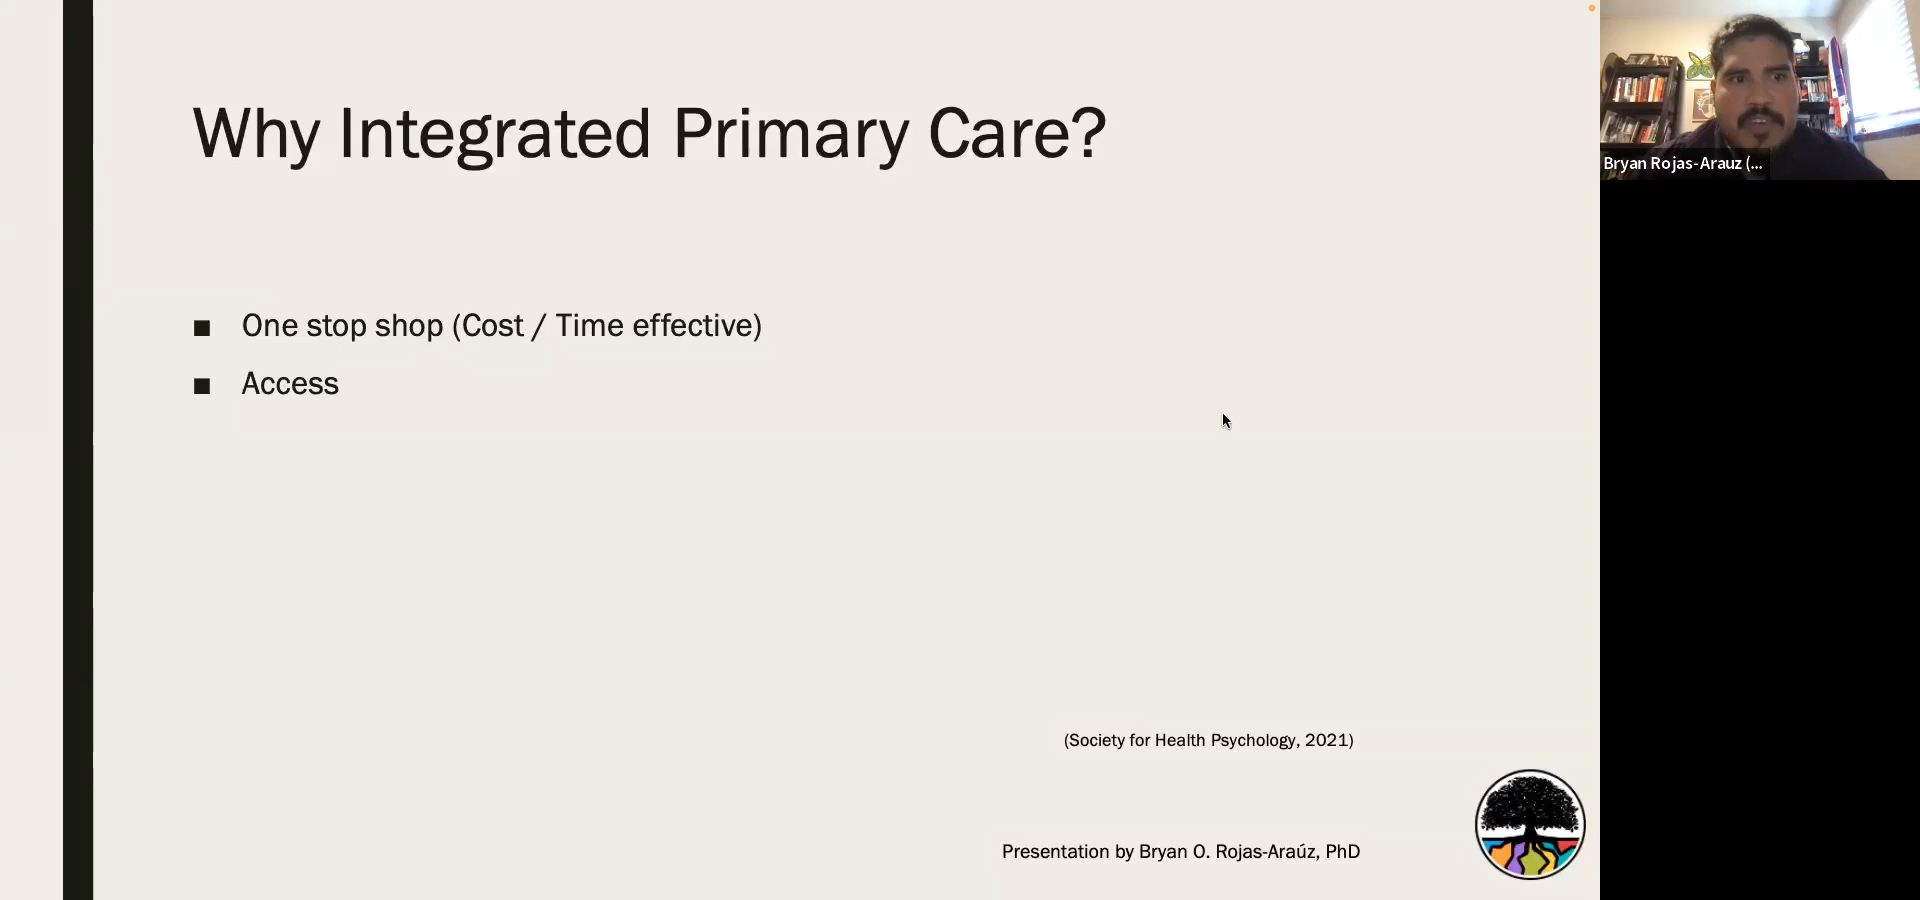 Why Integrated Primary Care?
■ One stop shop (Cost / Time effective)
■ Access
(Society for Health Psychology, 2021)
Presentation by Bryan O. Rojas-Araúz, PhD
Bryan Rojas-Arauz (...